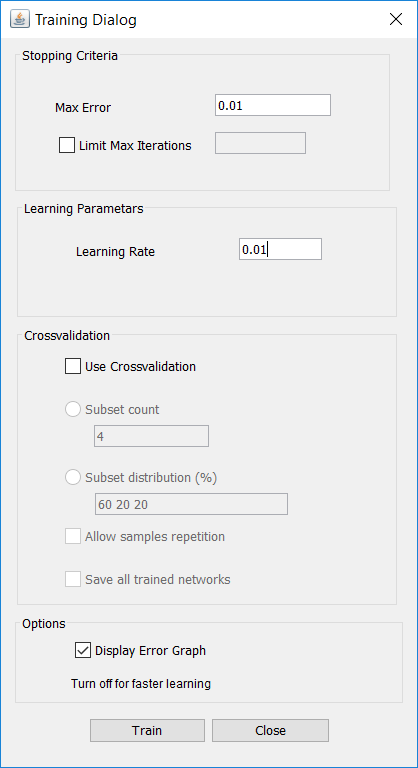 Training Dialog
Stopping Criteria
Max Error 0.01
Limit Max Iterations
Learning Parametars
Learning Rate 0.01
Crossvalidation
Use Crossvalidation
Subset count
4
Subset distribution (%)
60 20 20
Allow samples repetition
Save all trained networks
Options
Display Error Graph
Turn off for faster learning
Train Close